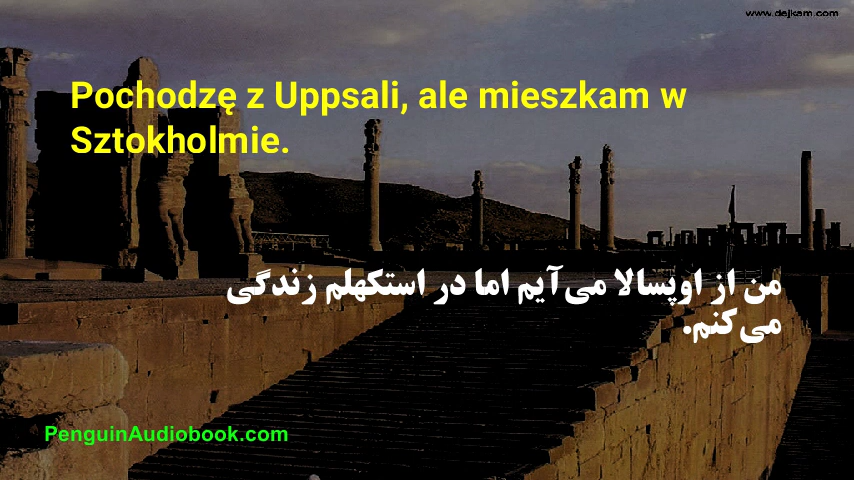 www.dejkam.com
Pochodzę z Uppsali, ale mieszkam w
Sztokholmie.
من از اوپسالا می‌آیم اما در استکهلم زندگی
می‌کنم.
PenguinAudiobook.com